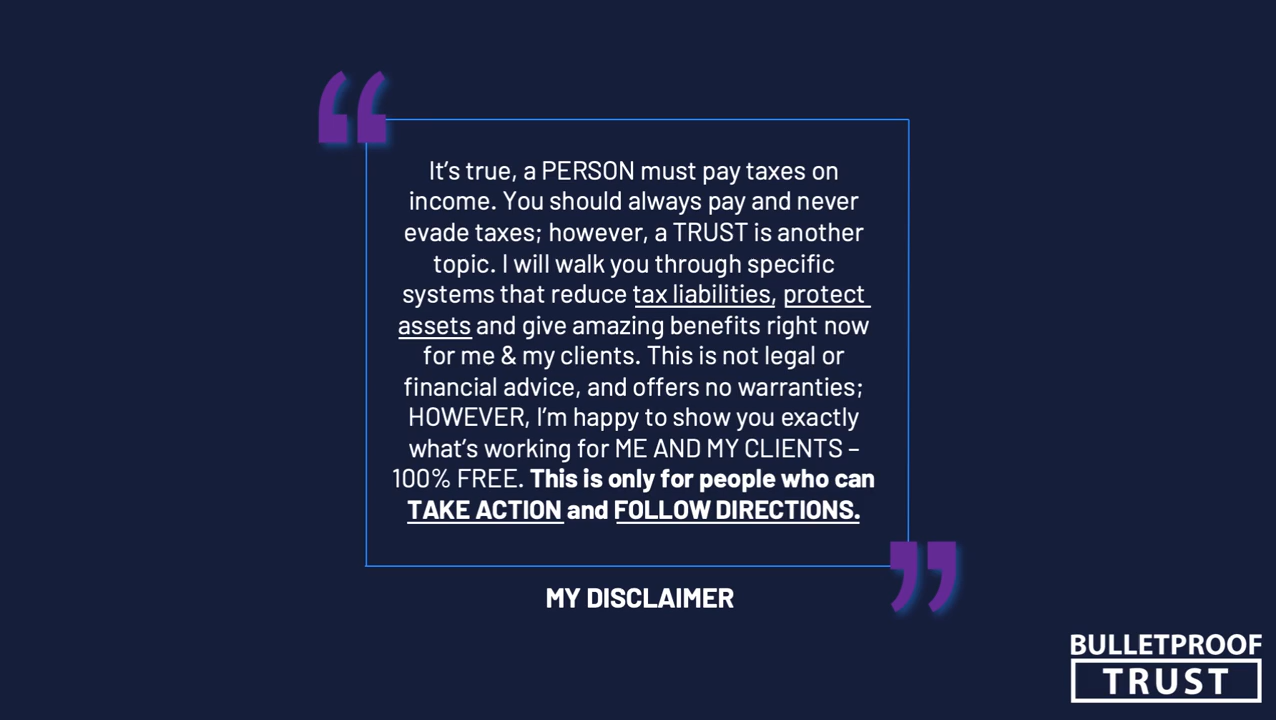 “
It’s true, a PERSON must pay taxes on
income. You should always pay and never
evade taxes; however, a TRUST is another
topic. I will walk you through specific
systems that reduce tax liabilities, protect
assets and give amazing benefits right now
for me & my clients. This is not legal or
financial advice, and offers no warranties;
HOWEVER, I’m happy to show you exactly
what’s working for ME AND MY CLIENTS –
100% FREE. This is only for people who can
TAKE ACTION and FOLLOW DIRECTIONS.
”
MY DISCLAIMER
BULLETPROOF
TRUST